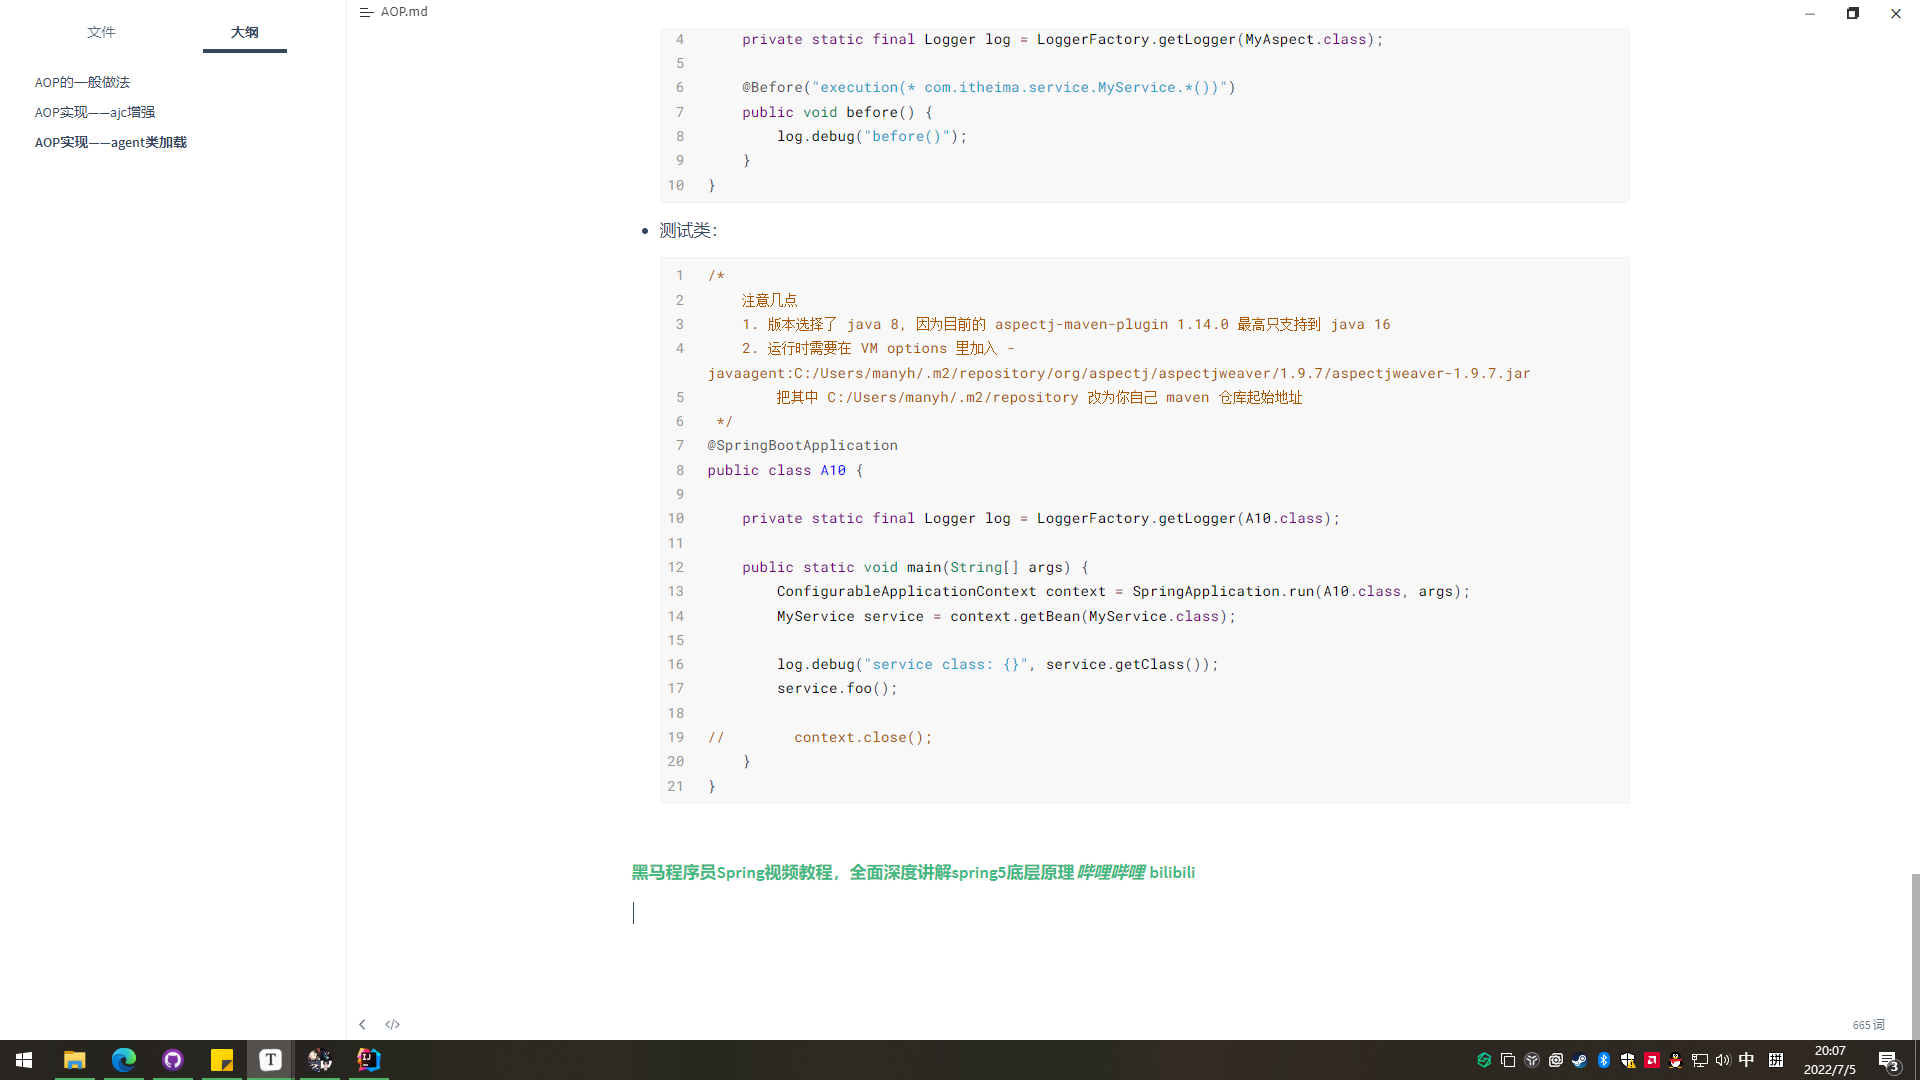 文件
大纲
AOP.md
AOP的一般做法
AOP实现——ajc增强
AOP实现——agent类加载
4 private static final Logger log = LoggerFactory.getLogger(MyAspect.class);
5
6 @Before("execution(* com.itheima.service.MyService.*())")
7 public void before() {
8 log.debug("before()");
9 }
10 }
• 测试类：
1 /*
2 注意几点
3 1. 版本选择了 java 8, 因为目前的 aspectj-maven-plugin 1.14.0 最高只支持到 java 16
4 2. 运行时需要在 VM options 里加入 -
javaagent:C:/Users/manyh/.m2/repository/org/aspectj/aspectjweaver/1.9.7/aspectjweaver-1.9.7.jar
5 把其中 C:/Users/manyh/.m2/repository 改为你自己 maven 仓库起始地址
6 */
7 @SpringBootApplication
8 public class A10 {
9
10 private static final Logger log = LoggerFactory.getLogger(A10.class);
11
12 public static void main(String[] args) {
13 ConfigurableApplicationContext context = SpringApplication.run(A10.class, args);
14 MyService service = context.getBean(MyService.class);
15
16 log.debug("service class: {}", service.getClass());
17 service.foo();
18
19 // context.close();
20 }
21 }
黑马程序员Spring视频教程，全面深度讲解spring5底层原理 哔哩哔哩 bilibili
665 词
T
IJ
中
拼
20:07
2022/7/5
3